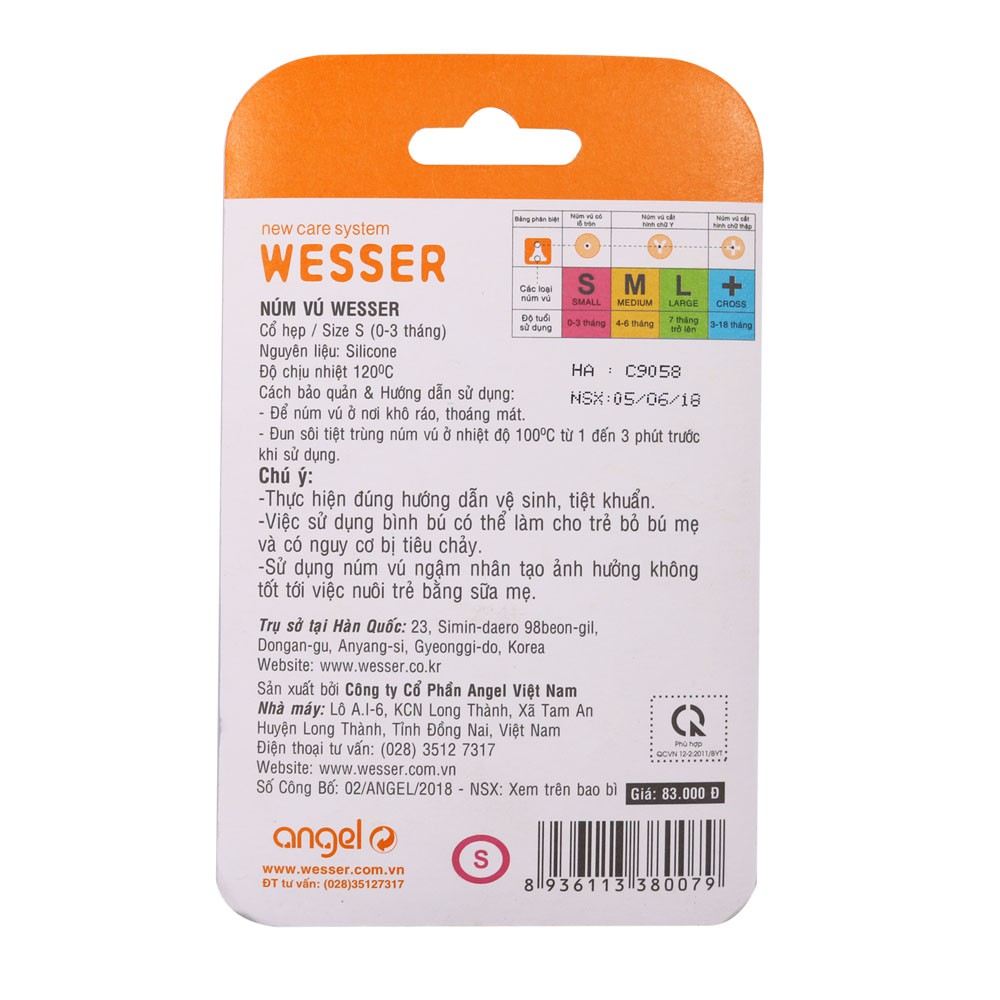 new care system
WESSER
NÚM VÚ WESSER
Cổ hẹp / Size S (0-3 tháng)
Nguyên liệu: Silicone
Độ chịu nhiệt 120⁰C
Cách bảo quản & Hướng dẫn sử dụng:
- Để núm vú ở nơi khô ráo, thoáng mát.
- Đun sôi tiệt trùng núm vú ở nhiệt độ 100⁰C từ 1 đến 3 phút trước
khi sử dụng.
Bảng phân biệt
Núm vú có
lỗ tròn
Núm vú cắt
hình chữ Y
Núm vú cắt
hình chữ thập
Các loại
núm vú
S
SMALL
M
MEDIUM
L
LARGE
+
CROSS
Độ tuổi
sử dụng
0-3 tháng
4-6 tháng
7 tháng
trở lên
3-18 tháng
HA : C9058
NSX:05/06/18
Chú ý:
-Thực hiện đúng hướng dẫn vệ sinh, tiệt khuẩn.
-Việc sử dụng bình bú có thể làm cho trẻ bỏ bú mẹ
và có nguy cơ bị tiêu chảy.
-Sử dụng núm vú ngậm nhân tạo ảnh hưởng không
tốt tới việc nuôi trẻ bằng sữa mẹ.
Trụ sở tại Hàn Quốc: 23, Simin-daero 98beon-gil,
Dongan-gu, Anyang-si, Gyeonggi-do, Korea
Website: www.wesser.co.kr
Sản xuất bởi Công ty Cổ Phần Angel Việt Nam
Nhà máy: Lô A.I-6, KCN Long Thành, Xã Tam An
Huyện Long Thành, Tỉnh Đồng Nai, Việt Nam
Điện thoại tư vấn: (028) 3512 7317
Website: www.wesser.com.vn
Số Công Bố: 02/ANGEL/2018 - NSX: Xem trên bao bì
CR
Phù hợp
QCVN 12-2:2011/BYT
Giá: 83.000 Đ
angel
www.wesser.com.vn
ĐT tư vấn: (028)35127317
S
8 936113 380079